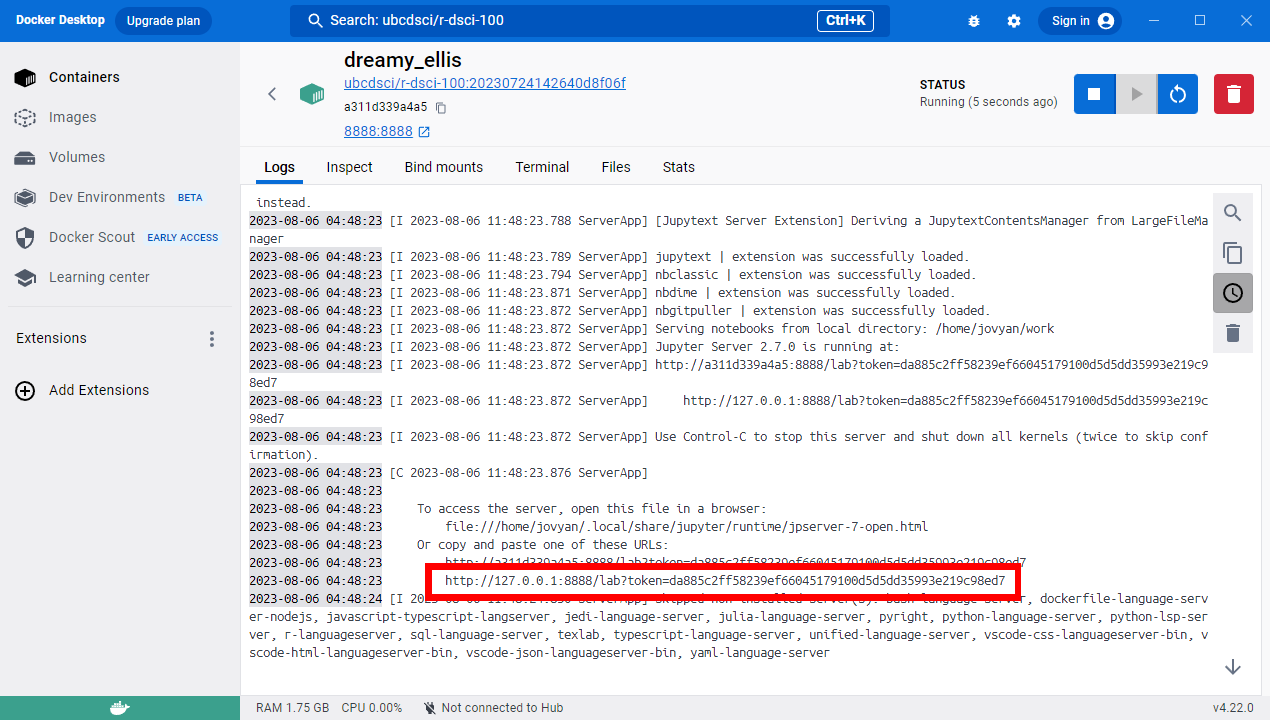 Docker Desktop Upgrade plan Search: ubcdsci/r-dsci-100 Ctrl+K Sign in
Containers
Images
Volumes
Dev Environments BETA
Docker Scout EARLY ACCESS
Learning center
Extensions
Add Extensions
dreamy_ellis
ubcdsci/r-dsci-100:20230724142640d8f06f
a311d339a4a5
8888:8888
STATUS
Running (5 seconds ago)
Logs Inspect Bind mounts Terminal Files Stats
instead.
2023-08-06 04:48:23 [I 2023-08-06 11:48:23.788 ServerApp] [Jupytext Server Extension] Deriving a JupytextContentsManager from LargeFileMa
nager
2023-08-06 04:48:23 [I 2023-08-06 11:48:23.789 ServerApp] jupytext | extension was successfully loaded.
2023-08-06 04:48:23 [I 2023-08-06 11:48:23.794 ServerApp] nbclassic | extension was successfully loaded.
2023-08-06 04:48:23 [I 2023-08-06 11:48:23.871 ServerApp] nbdime | extension was successfully loaded.
2023-08-06 04:48:23 [I 2023-08-06 11:48:23.872 ServerApp] nbgitpuller | extension was successfully loaded.
2023-08-06 04:48:23 [I 2023-08-06 11:48:23.872 ServerApp] Serving notebooks from local directory: /home/jovyan/work
2023-08-06 04:48:23 [I 2023-08-06 11:48:23.872 ServerApp] Jupyter Server 2.7.0 is running at:
2023-08-06 04:48:23 [I 2023-08-06 11:48:23.872 ServerApp] http://a311d339a4a5:8888/lab?token=da885c2ff58239ef66045179100d5d5dd35993e219c9
8ed7
2023-08-06 04:48:23 [I 2023-08-06 11:48:23.872 ServerApp]     http://127.0.0.1:8888/lab?token=da885c2ff58239ef66045179100d5d5dd35993e219c
98ed7
2023-08-06 04:48:23 [I 2023-08-06 11:48:23.872 ServerApp] Use Control-C to stop this server and shut down all kernels (twice to skip conf
irmation).
2023-08-06 04:48:23 [C 2023-08-06 11:48:23.876 ServerApp]
2023-08-06 04:48:23
2023-08-06 04:48:23     To access the server, open this file in a browser:
2023-08-06 04:48:23         file:///home/jovyan/.local/share/jupyter/runtime/jpserver-7-open.html
2023-08-06 04:48:23     Or copy and paste one of these URLs:
2023-08-06 04:48:23         http://a311d339a4a5:8888/lab?token=da885c2ff58239ef66045179100d5d5dd35993e219c98ed7
2023-08-06 04:48:23         http://127.0.0.1:8888/lab?token=da885c2ff58239ef66045179100d5d5dd35993e219c98ed7
2023-08-06 04:48:24 [I 2023-08-06 ServerApp] Skipped non-installed server(s): bash-language-server, dockerfile-language-serv
er-nodejs, javascript-typescript-langserver, jedi-language-server, julia-language-server, pyright, python-language-server, python-lsp-ser
ver, r-languageserver, sql-language-server, texlab, typescript-language-server, unified-language-server, vscode-css-languageserver-bin, v
scode-html-languageserver-bin, vscode-json-languageserver-bin, yaml-language-server
RAM 1.75 GB CPU 0.00% Not connected to Hub v4.22.0